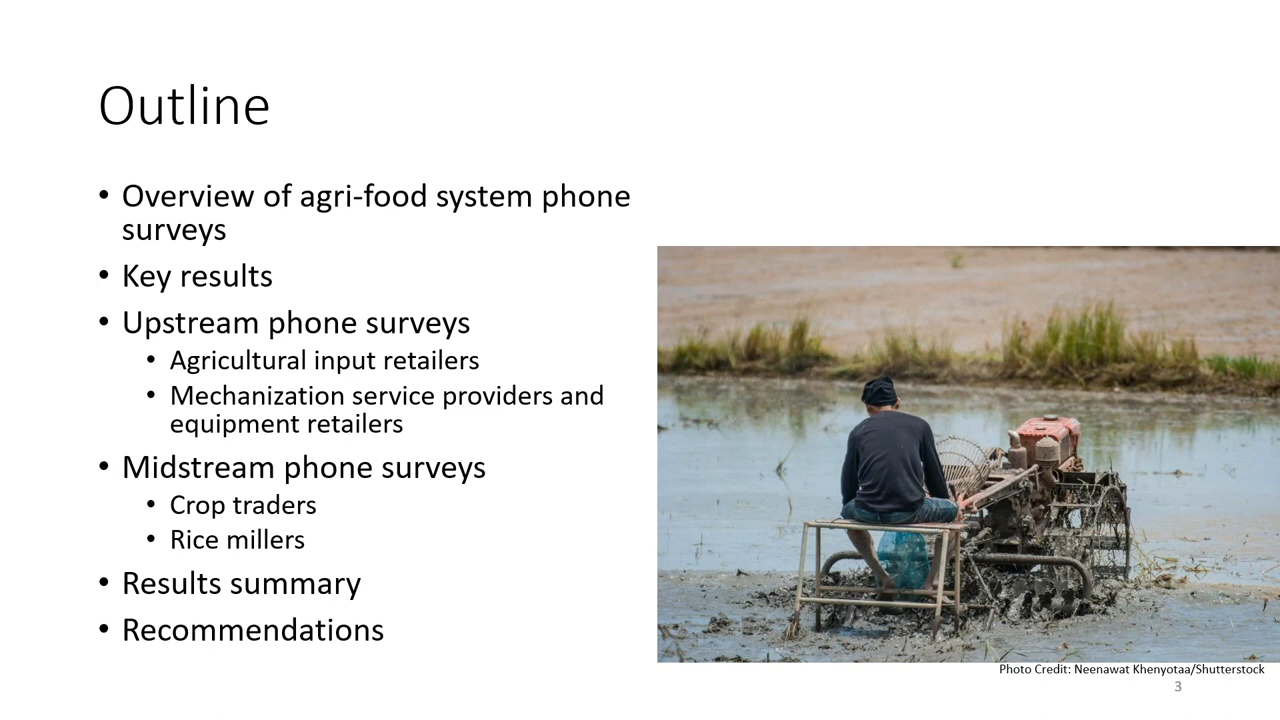 Outline
• Overview of agri-food system phone
surveys
• Key results
• Upstream phone surveys
• Agricultural input retailers
• Mechanization service providers and
equipment retailers
• Midstream phone surveys
• Crop traders
• Rice millers
• Results summary
• Recommendations
Photo Credit: Neenawat Khenyotaa/Shutterstock
3